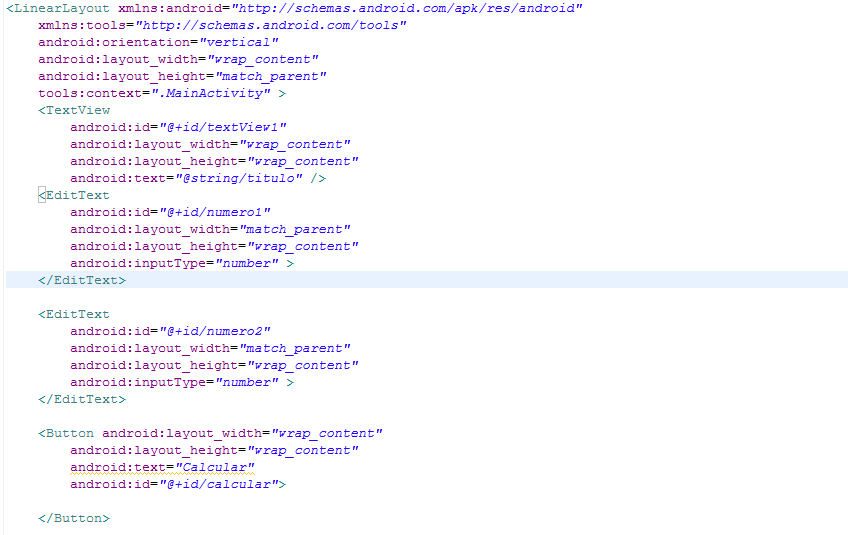 <LinearLayout xmlns:android="http://schemas.android.com/apk/res/android"
    xmlns:tools="http://schemas.android.com/tools"
    android:orientation="vertical"
    android:layout_width="wrap_content"
    android:layout_height="match_parent"
    tools:context=".MainActivity" >
    <TextView
        android:id="@+id/textView1"
        android:layout_width="wrap_content"
        android:layout_height="wrap_content"
        android:text="@string/titulo" />
    <EditText
        android:id="@+id/numero1"
        android:layout_width="match_parent"
        android:layout_height="wrap_content"
        android:inputType="number" >
    </EditText>

    <EditText
        android:id="@+id/numero2"
        android:layout_width="match_parent"
        android:layout_height="wrap_content"
        android:inputType="number" >
    </EditText>

    <Button android:layout_width="wrap_content"
        android:layout_height="wrap_content"
        android:text="Calcular"
        android:id="@+id/calcular">

    </Button>